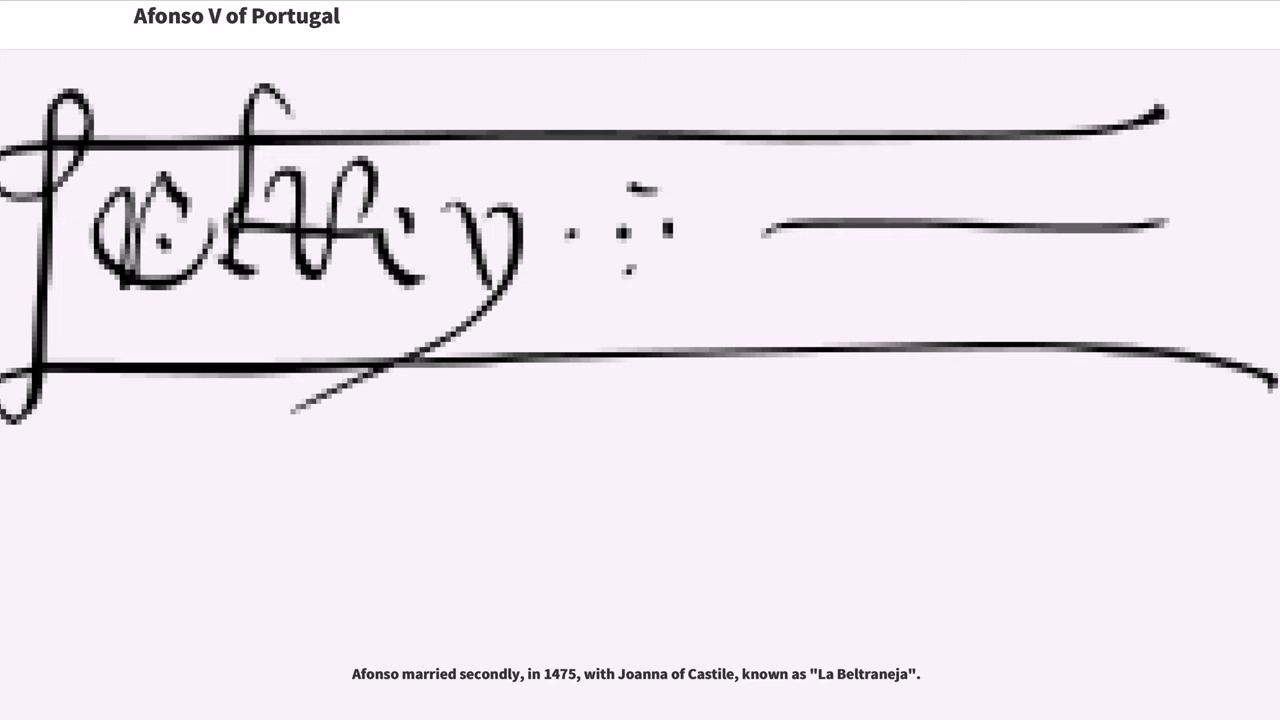 Afonso V of Portugal
Afonso married secondly, in 1475, with Joanna of Castile, known as "La Beltraneja".